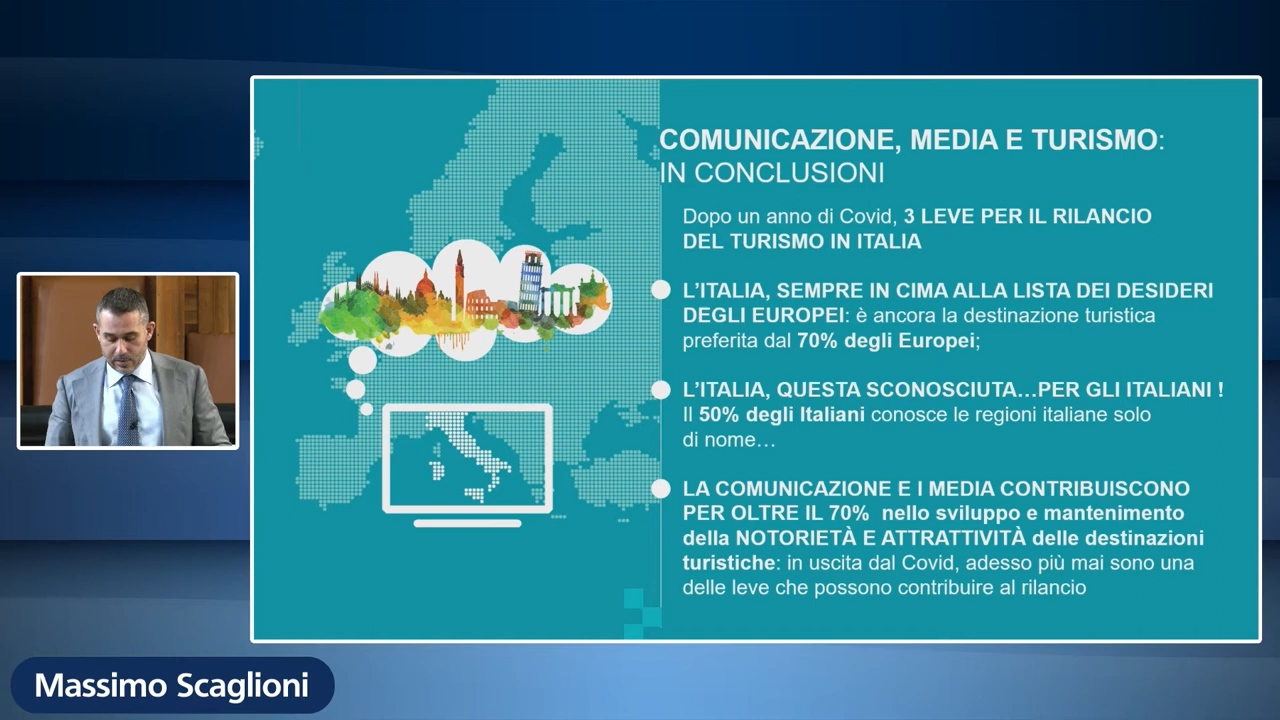 COMUNICAZIONE, MEDIA E TURISMO:
IN CONCLUSIONI
Dopo un anno di Covid, 3 LEVE PER IL RILANCIO
DEL TURISMO IN ITALIA
L'ITALIA, SEMPRE IN CIMA ALLA LISTA DEI DESIDERI
DEGLI EUROPEI: è ancora la destinazione turistica
preferita dal 70% degli Europei;
L'ITALIA, QUESTA SCONOSCIUTA…PER GLI ITALIANI !
Il 50% degli Italiani conosce le regioni italiane solo
di nome…
LA COMUNICAZIONE E I MEDIA CONTRIBUISCONO
PER OLTRE IL 70% nello sviluppo e mantenimento
della NOTORIETÀ E ATTRATTIVITÀ delle destinazioni
turistiche: in uscita dal Covid, adesso più mai sono una
delle leve che possono contribuire al rilancio
Massimo Scaglioni